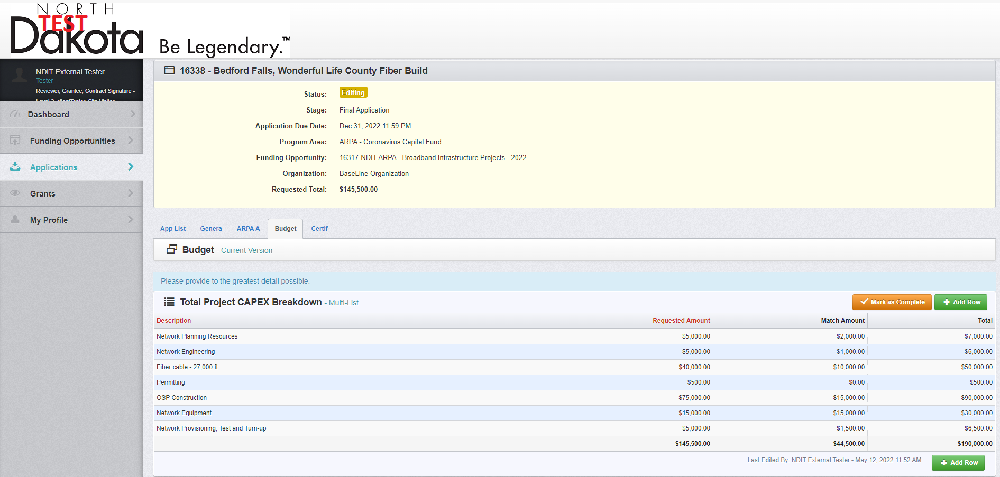 NORTH
TEST
Dakota
Be Legendary.™
NDIT External Tester
Tester
Reviewer, Grantee, Contract Signature -
Dashboard
Funding Opportunities
Applications
Grants
My Profile
16338 - Bedford Falls, Wonderful Life County Fiber Build
Status: Editing
Stage: Final Application
Application Due Date: Dec 31, 2022 11:59 PM
Program Area: ARPA - Coronavirus Capital Fund
Funding Opportunity: 16317-NDIT ARPA - Broadband Infrastructure Projects - 2022
Organization: BaseLine Organization
Requested Total: $145,500.00
App List Genera ARPA A Budget Certif
Budget - Current Version
Please provide to the greatest detail possible.
Total Project CAPEX Breakdown - Multi-List Mark as Complete Add Row
Description Requested Amount Match Amount Total
Network Planning Resources $5,000.00 $2,000.00 $7,000.00
Network Engineering $5,000.00 $1,000.00 $6,000.00
Fiber cable - 27,000 ft $40,000.00 $10,000.00 $50,000.00
Permitting $500.00 $0.00 $500.00
OSP Construction $75,000.00 $15,000.00 $90,000.00
Network Equipment $15,000.00 $15,000.00 $30,000.00
Network Provisioning, Test and Turn-up $5,000.00 $1,500.00 $6,500.00
$145,500.00 $44,500.00 $190,000.00
Last Edited By: NDIT External Tester - May 12, 2022 11:52 AM Add Row